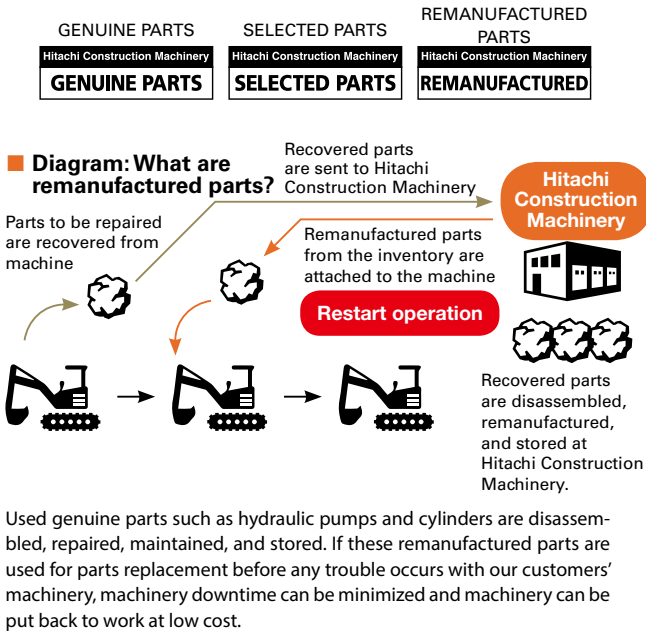 GENUINE PARTS
SELECTED PARTS
REMANUFACTURED
PARTS
Hitachi Construction Machinery
GENUINE PARTS
Hitachi Construction Machinery
SELECTED PARTS
Hitachi Construction Machinery
REMANUFACTURED
Diagram: What are
remanufactured parts?
Recovered parts
are sent to Hitachi
Construction Machinery
Hitachi
Construction
Machinery
Parts to be repaired
are recovered from
machine
Remanufactured parts
from the inventory are
attached to the machine
Restart operation
Recovered parts
are disassembled,
remanufactured,
and stored at
Hitachi Construction
Machinery.
Used genuine parts such as hydraulic pumps and cylinders are disassem-
bled, repaired, maintained, and stored. If these remanufactured parts are
used for parts replacement before any trouble occurs with our customers’
machinery, machinery downtime can be minimized and machinery can be
put back to work at low cost.